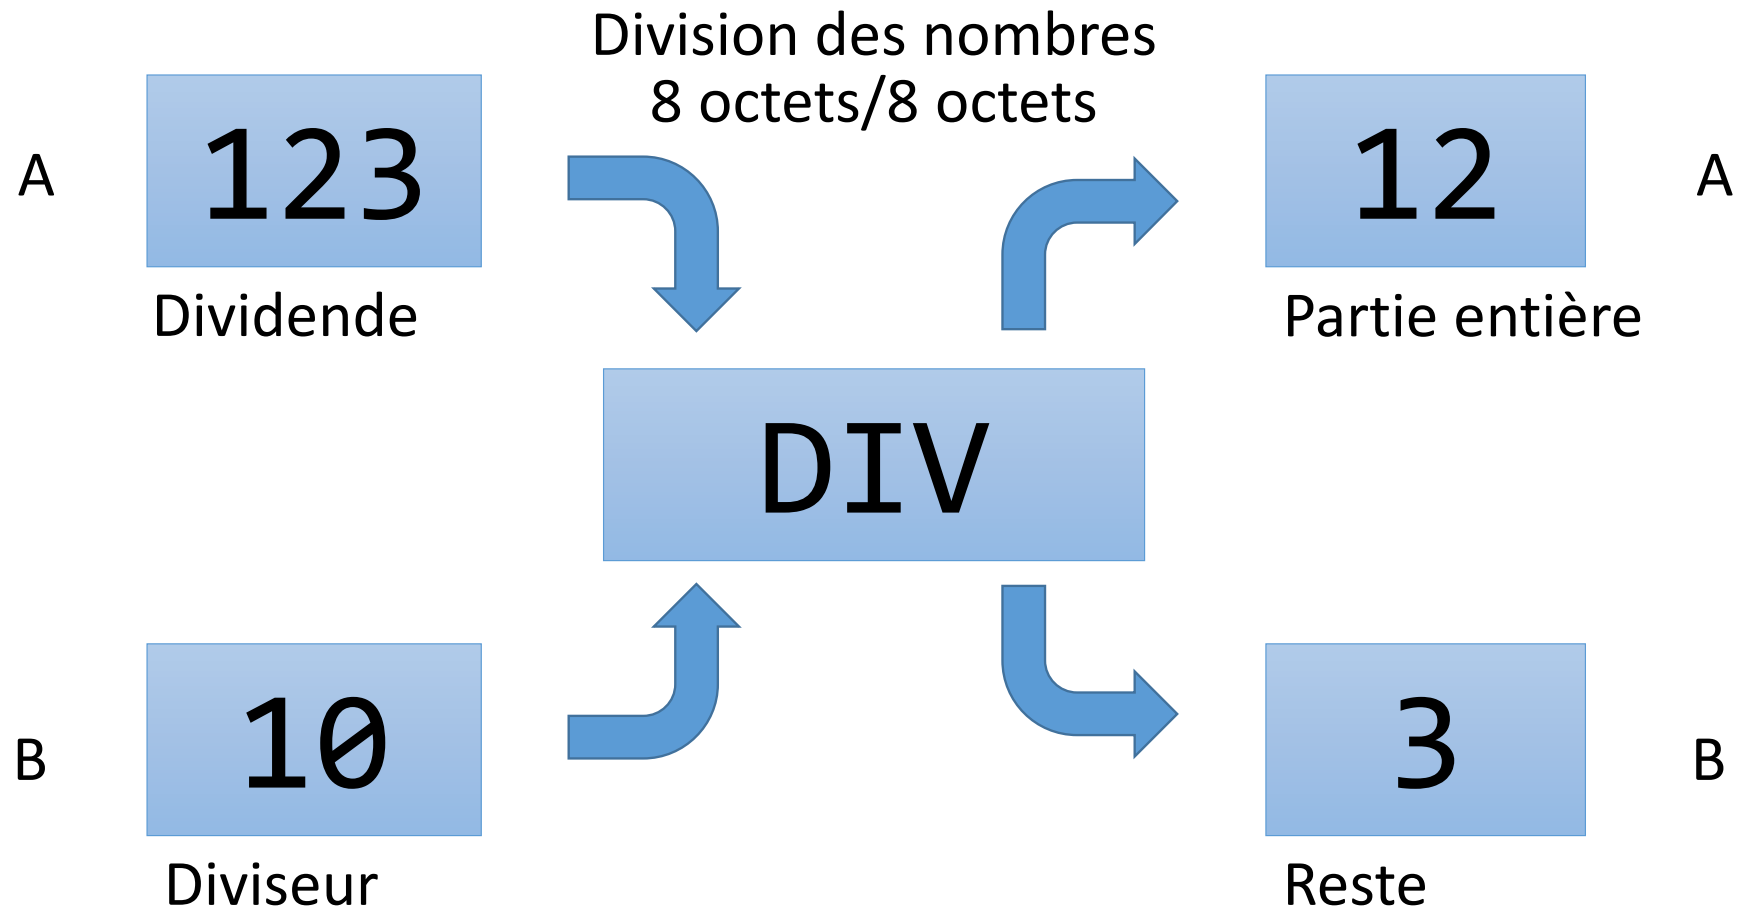 Division des nombres
8 octets/8 octets
A
123
Dividende
12
A
Partie entière
DIV
B
10
Diviseur
3
B
Reste